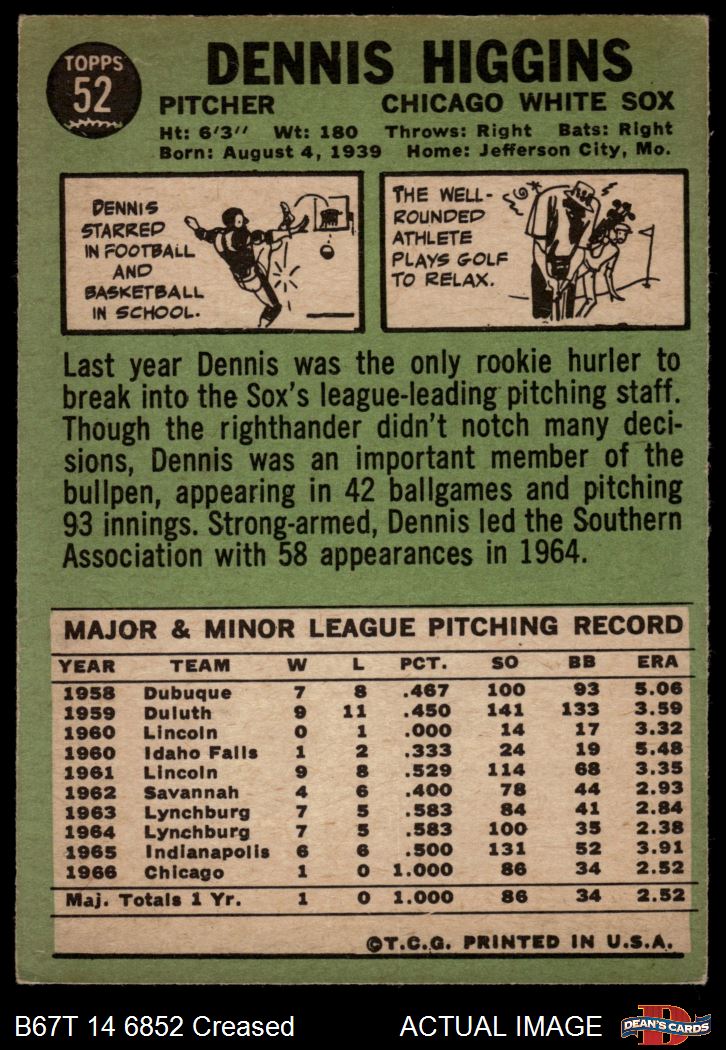 TOPPS
52
DENNIS HIGGINS
PITCHER CHICAGO WHITE SOX
Ht: 6'3" Wt: 180 Throws: Right Bats: Right
Born: August 4, 1939 Home: Jefferson City, Mo.
DENNIS
STARRED
IN FOOTBALL
AND
BASKETBALL
IN SCHOOL.
THE WELL-
ROUNDED
ATHLETE
PLAYS GOLF
TO RELAX.
Last year Dennis was the only rookie hurler to
break into the Sox's league-leading pitching staff.
Though the righthander didn't notch many deci-
sions, Dennis was an important member of the
bullpen, appearing in 42 ballgames and pitching
93 innings. Strong-armed, Dennis led the Southern
Association with 58 appearances in 1964.
MAJOR & MINOR LEAGUE PITCHING RECORD
YEAR TEAM W L PCT. SO BB ERA
1958 Dubuque 7 8 .467 100 93 5.06
1959 Duluth 9 11 .450 141 133 3.59
1960 Lincoln 0 1 .000 14 17 3.32
1960 Idaho Falls 1 2 .333 24 19 5.48
1961 Lincoln 9 8 .529 114 68 3.35
1962 Savannah 4 6 .400 78 44 2.93
1963 Lynchburg 7 5 .583 84 41 2.84
1964 Lynchburg 7 5 .583 100 35 2.38
1965 Indianapolis 6 6 .500 131 52 3.91
1966 Chicago 1 0 1.000 86 34 2.52
Maj. Totals 1 Yr. 1 0 1.000 86 34 2.52
©T.C.G. PRINTED IN U.S.A.
B67T 14 6852 Creased ACTUAL IMAGE
D
DEAN'S CARDS